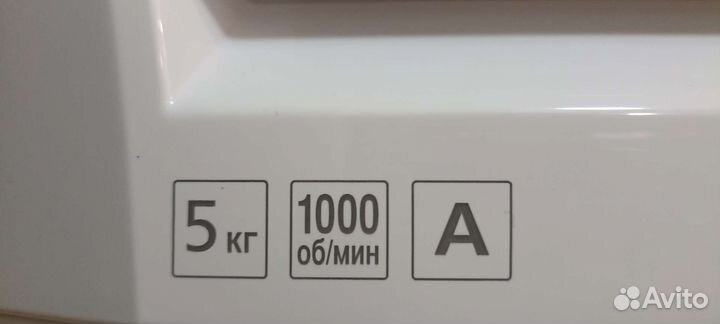 5 кг
1000
об/мин
A
Avito